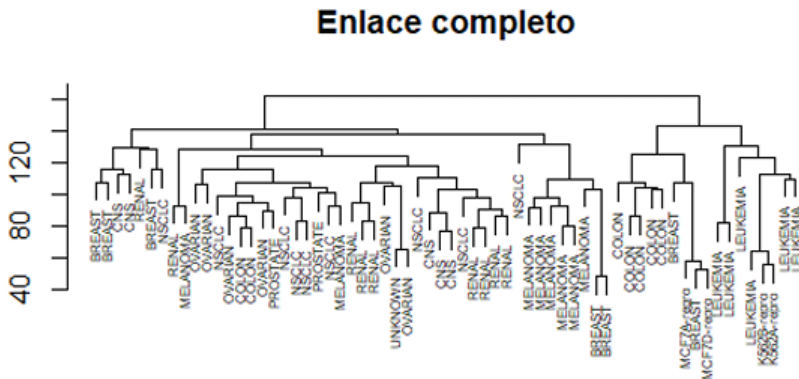 Enlace completo
120
80
40
BREAST
BREAST
CNS
CNS
RENAL
BREAST
NSCLC
RENAL
MELANOMA
OVARIAN
OVARIAN
NSCLC
OVARIAN
COLON
COLON
OVARIAN
PROSTATE
NSCLC
NSCLC
NSCLC
PROSTATE
NSCLC
MELANOMA
RENAL
RENAL
RENAL
OVARIAN
UNKNOWN
OVARIAN
NSCLC
CNS
CNS
CNS
NSCLC
RENAL
RENAL
RENAL
RENAL
NSCLC
MELANOMA
MELANOMA
MELANOMA
MELANOMA
MELANOMA
MELANOMA
MELANOMA
BREAST
BREAST
COLON
COLON
COLON
COLON
COLON
BREAST
MCF7A-repro
BREAST
MCF7D-repro
LEUKEMIA
LEUKEMIA
LEUKEMIA
LEUKEMIA
K562B-repro
K562A-repro
LEUKEMIA
LEUKEMIA